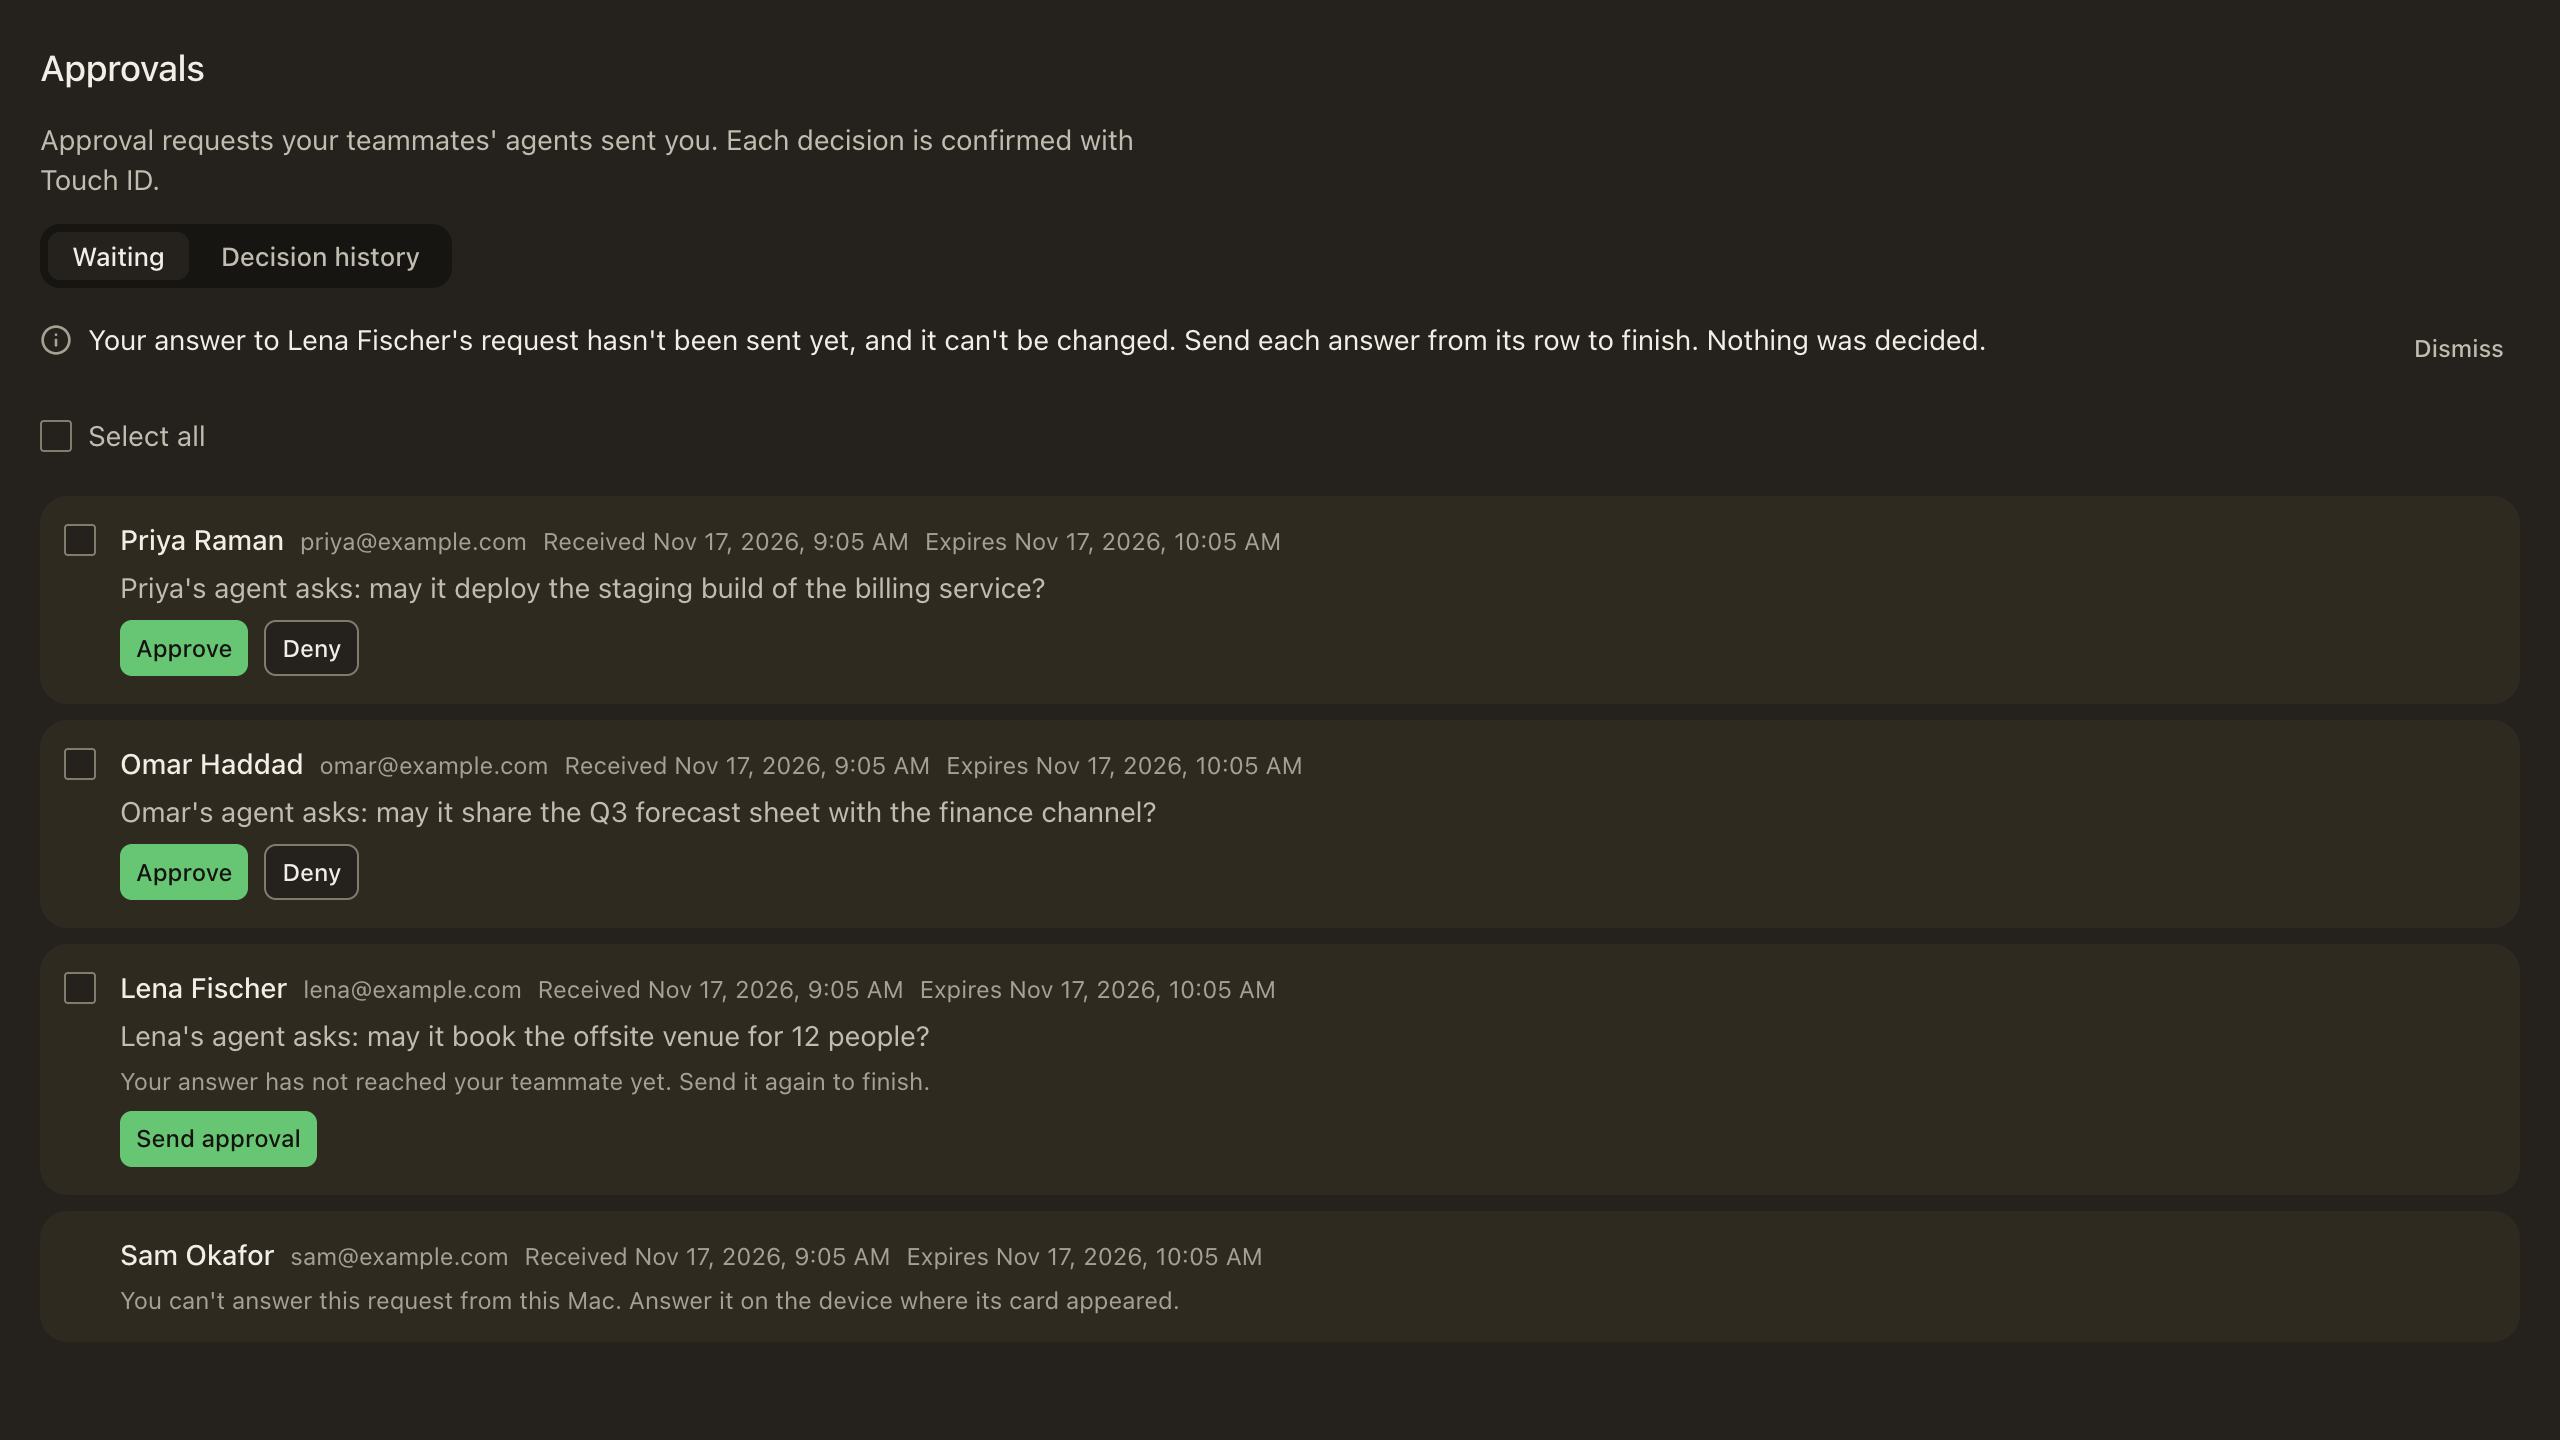 Approvals
Approval requests your teammates' agents sent you. Each decision is confirmed with
Touch ID.
Waiting Decision history
Your answer to Lena Fischer's request hasn't been sent yet, and it can't be changed. Send each answer from its row to finish. Nothing was decided.
Dismiss
Select all
Priya Raman priya@example.com Received Nov 17, 2026, 9:05 AM Expires Nov 17, 2026, 10:05 AM
Priya's agent asks: may it deploy the staging build of the billing service?
Approve Deny
Omar Haddad omar@example.com Received Nov 17, 2026, 9:05 AM Expires Nov 17, 2026, 10:05 AM
Omar's agent asks: may it share the Q3 forecast sheet with the finance channel?
Approve Deny
Lena Fischer lena@example.com Received Nov 17, 2026, 9:05 AM Expires Nov 17, 2026, 10:05 AM
Lena's agent asks: may it book the offsite venue for 12 people?
Your answer has not reached your teammate yet. Send it again to finish.
Send approval
Sam Okafor sam@example.com Received Nov 17, 2026, 9:05 AM Expires Nov 17, 2026, 10:05 AM
You can't answer this request from this Mac. Answer it on the device where its card appeared.